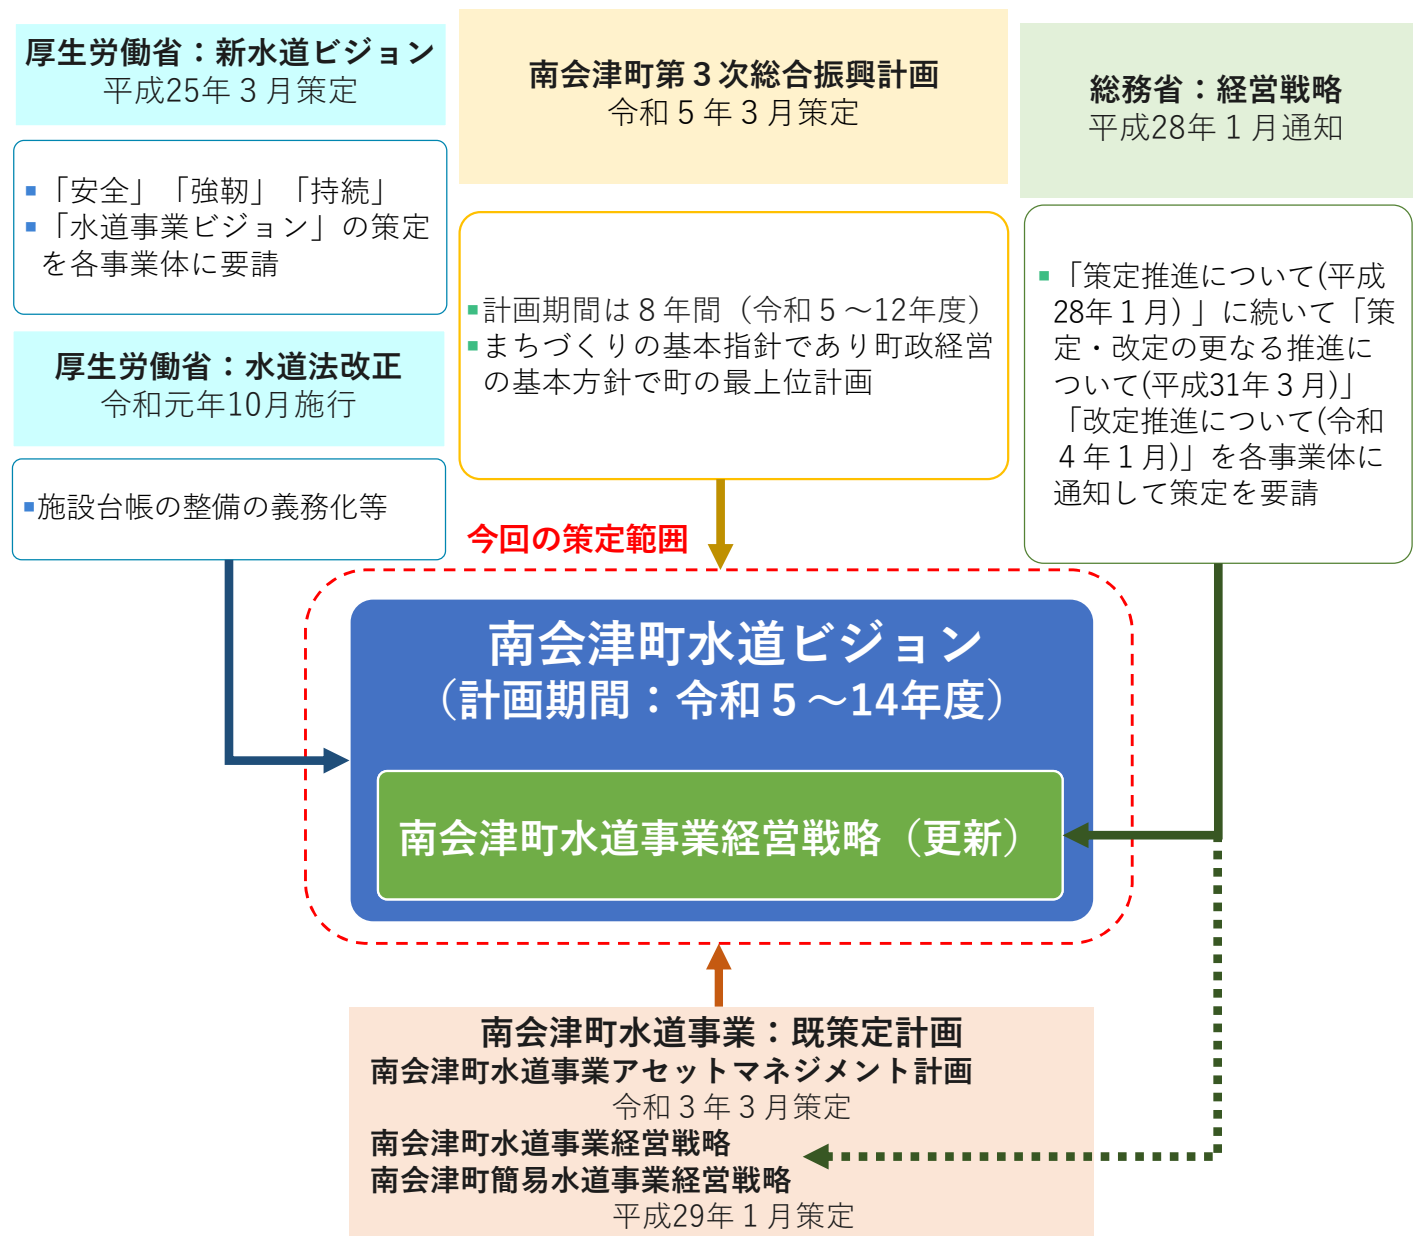 厚生労働省：新水道ビジョン
平成25年３月策定
▪「安全」「強靭」「持続」
▪「水道事業ビジョン」の策定
を各事業体に要請
厚生労働省：水道法改正
令和元年10月施行
▪施設台帳の整備の義務化等
南会津町第３次総合振興計画
令和５年３月策定
▪計画期間は８年間（令和５～12年度）
▪まちづくりの基本指針であり町政経営
の基本方針で町の最上位計画
総務省：経営戦略
平成28年１月通知
▪「策定推進について(平成
28年１月)」に続いて「策
定・改定の更なる推進に
ついて(平成31年３月)」
「改定推進について(令和
４年１月)」を各事業体に
通知して策定を要請
今回の策定範囲
南会津町水道ビジョン
（計画期間：令和５～14年度）
南会津町水道事業経営戦略（更新）
南会津町水道事業：既策定計画
南会津町水道事業アセットマネジメント計画
令和３年３月策定
南会津町水道事業経営戦略
南会津町簡易水道事業経営戦略
平成29年１月策定